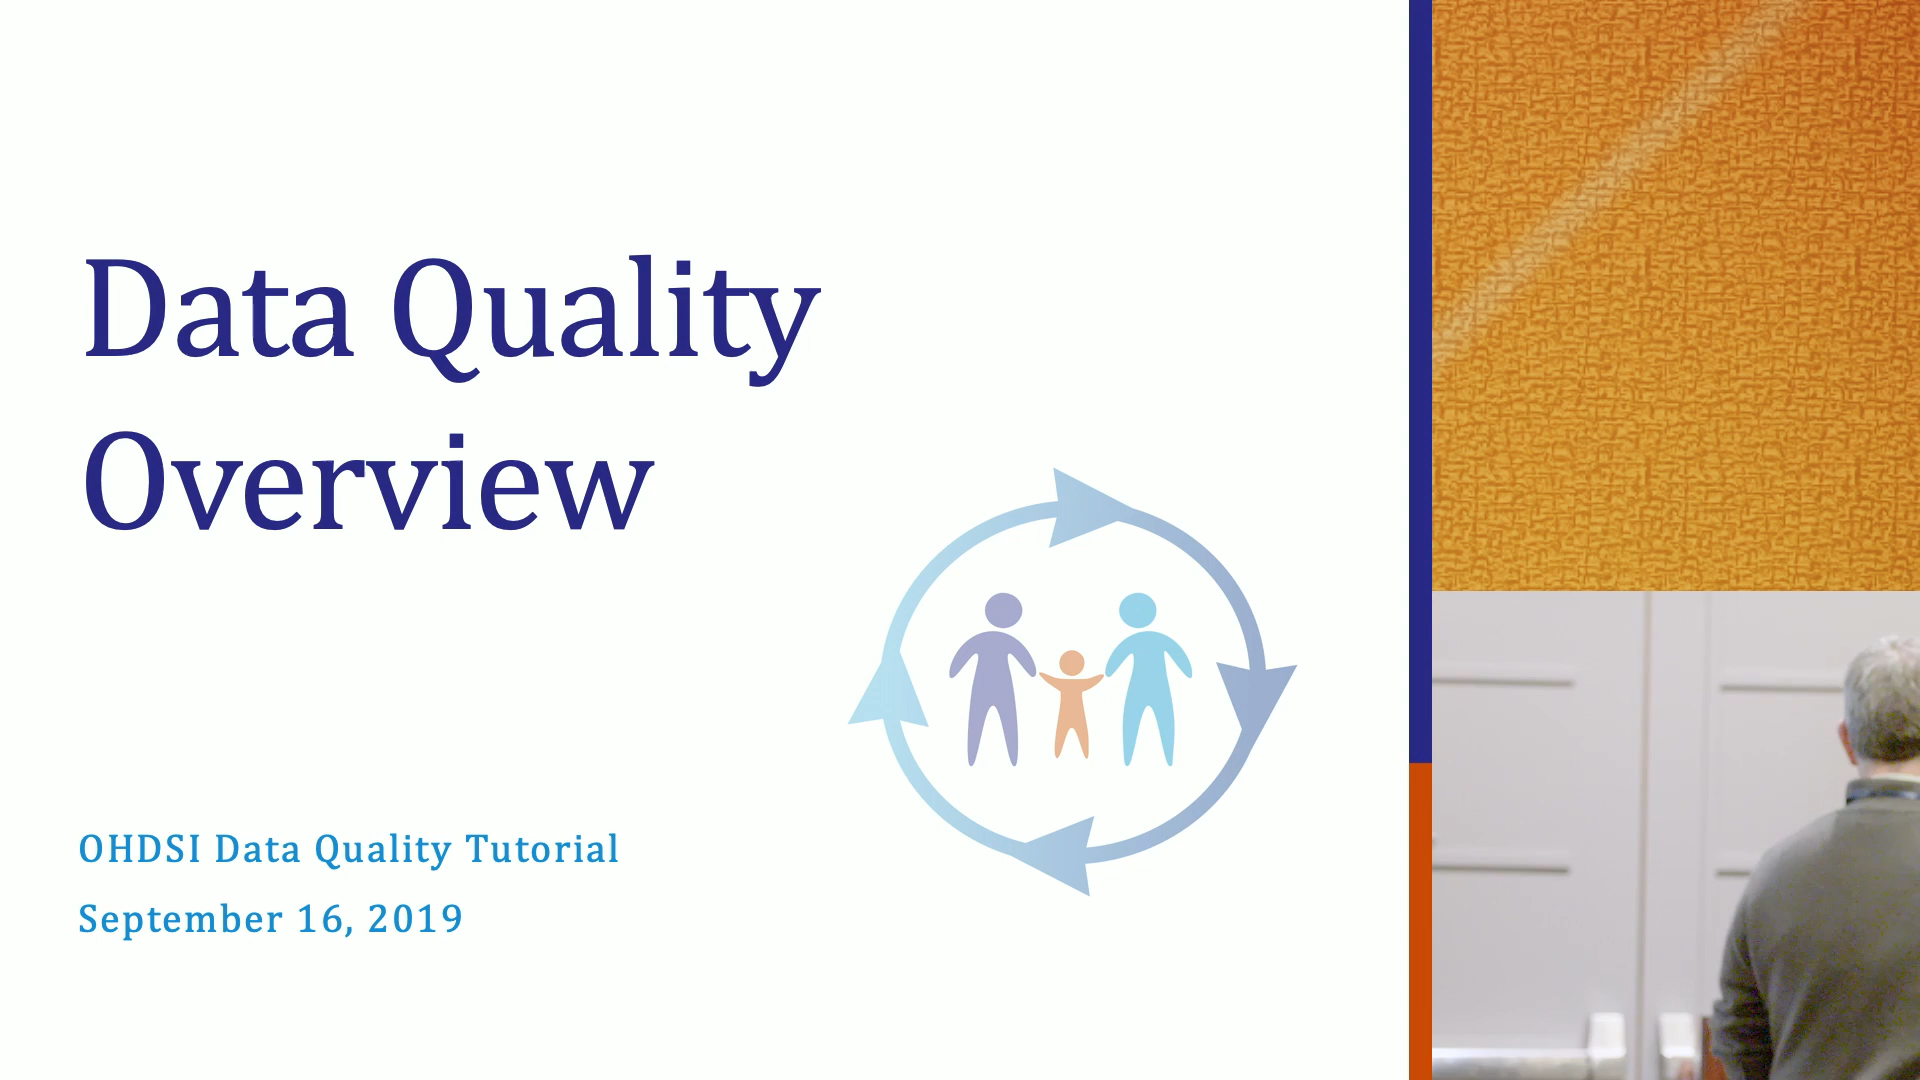 Data Quality
Overview
OHDSI Data Quality Tutorial
September 16, 2019